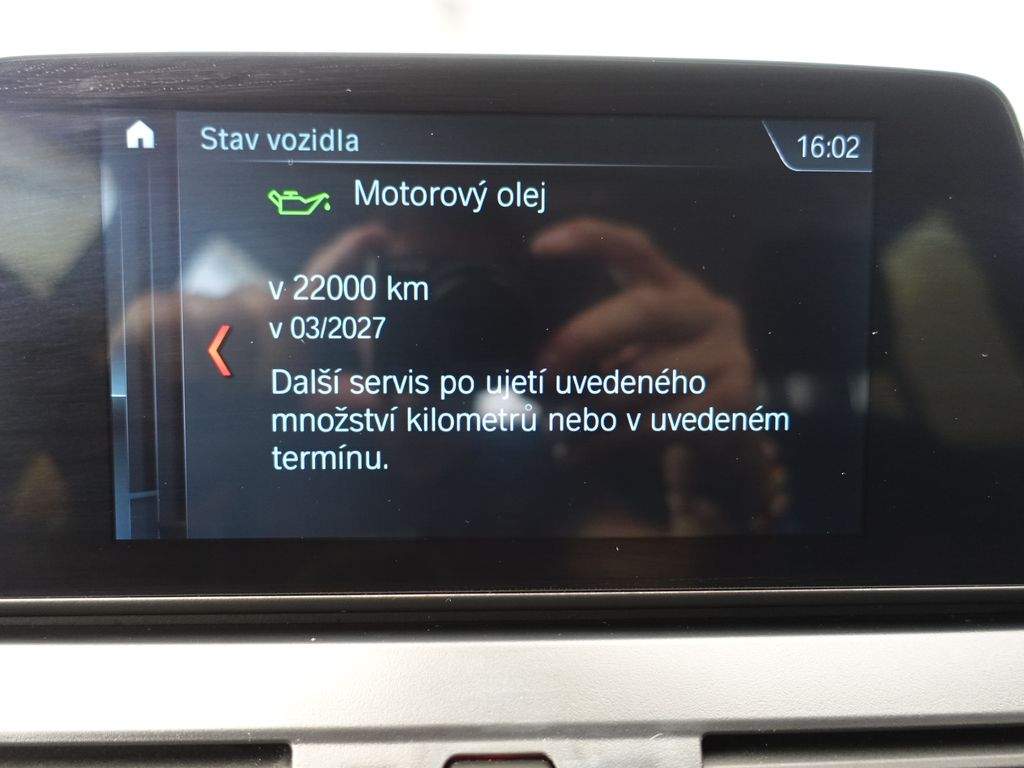 Stav vozidla
16:02
Motorový olej
v 22000 km
v 03/2027
Další servis po ujetí uvedeného
množství kilometrů nebo v uvedeném
termínu.